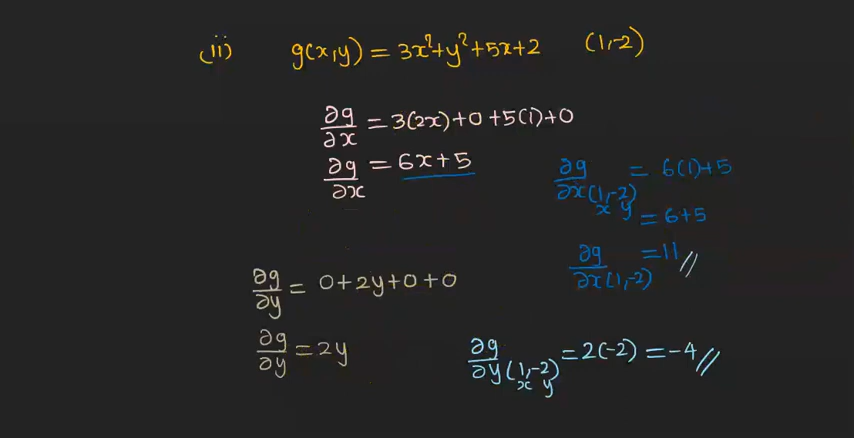 (ii) g(x,y) = 3x²+y²+5x+2 (1,-2)
∂g/∂x = 3(2x)+0+5(1)+0
∂g/∂x = 6x+5
∂g/∂x(1,-2) = 6(1)+5
x y
= 6+5
∂g/∂x(1,-2) = 11 //
∂g/∂y = 0+2y+0+0
∂g/∂y = 2y
∂g/∂y(1,-2) = 2(-2) = -4 //
x y